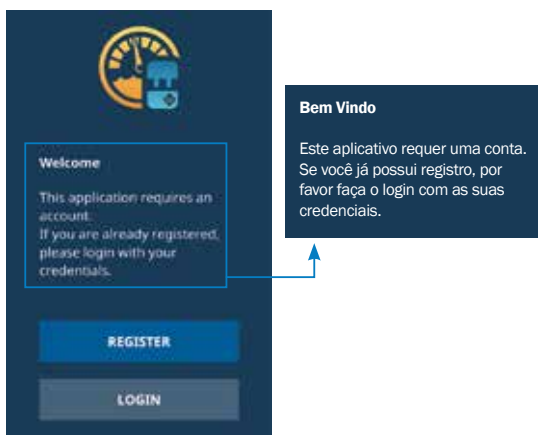 Welcome
This application requires an
account.
If you are already registered,
please login with your
credentials.
REGISTER
LOGIN
Bem Vindo
Este aplicativo requer uma conta.
Se você já possui registro, por
favor faça o login com as suas
credenciais.